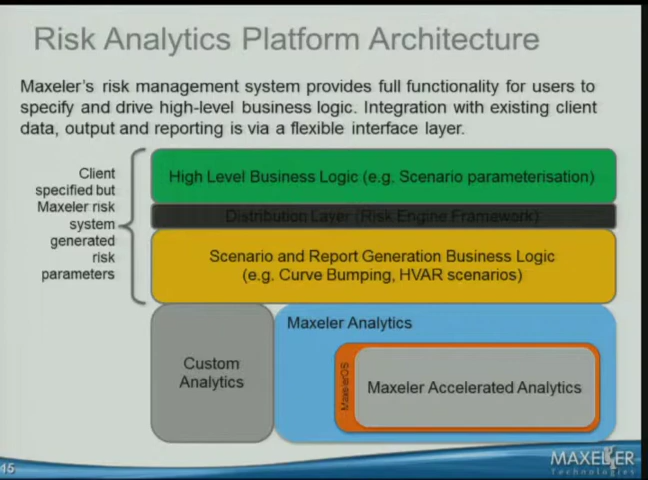 Risk Analytics Platform Architecture
Maxeler's risk management system provides full functionality for users to
specify and drive high-level business logic. Integration with existing client
data, output and reporting is via a flexible interface layer.
Client
specified but
Maxeler risk
system
generated
risk
parameters
High Level Business Logic (e.g. Scenario parameterisation)
Distribution Layer (Risk Engine Framework)
Scenario and Report Generation Business Logic
(e.g. Curve Bumping, HVAR scenarios)
Custom
Analytics
Maxeler Analytics
MaxelerOS
Maxeler Accelerated Analytics
15
MAXELER
Technologies